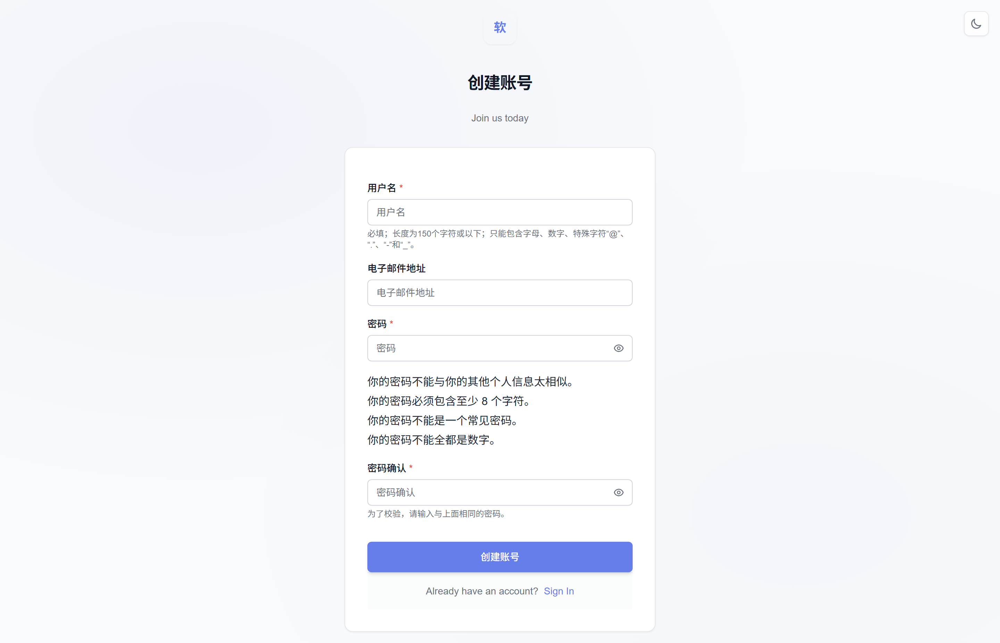 软
创建账号
Join us today
用户名 *
用户名
必填；长度为150个字符或以下；只能包含字母、数字、特殊字符“@”、
“.”、“-”和“_”。
电子邮件地址
电子邮件地址
密码 *
密码
你的密码不能与你的其他个人信息太相似。
你的密码必须包含至少 8 个字符。
你的密码不能是一个常见密码。
你的密码不能全都是数字。
密码确认 *
密码确认
为了校验，请输入与上面相同的密码。
创建账号
Already have an account? Sign In